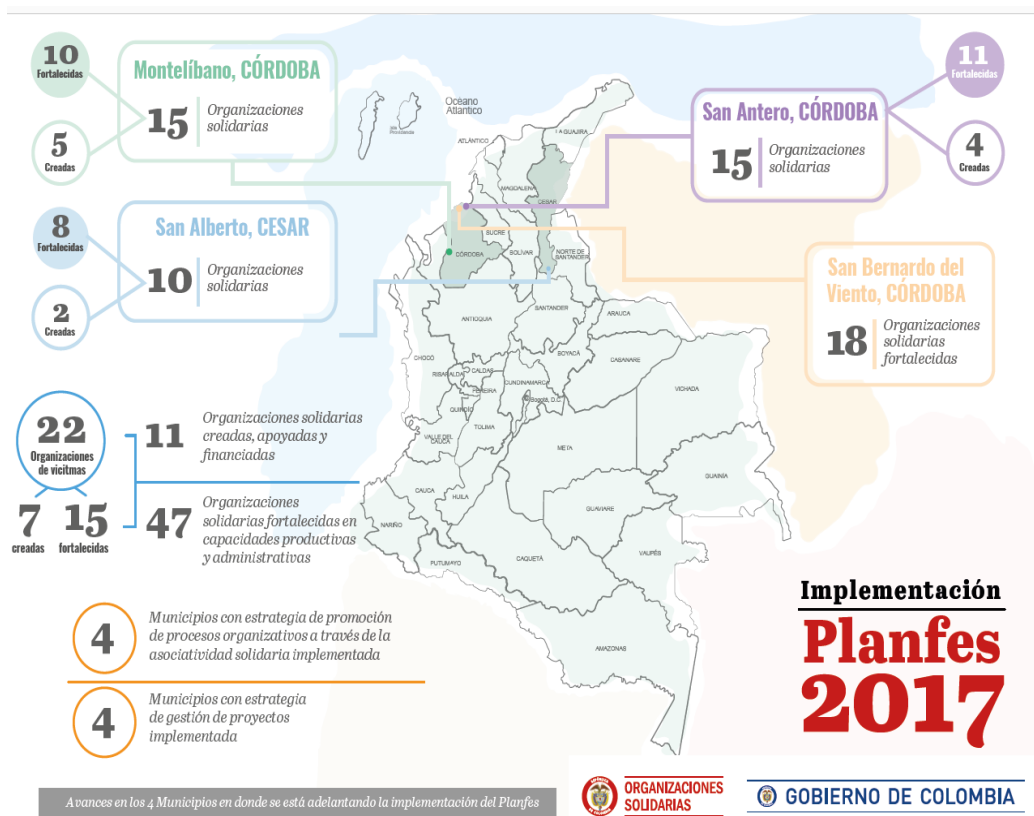 10
Fortalecidas
5
Creadas
Montelíbano, CÓRDOBA
15
Organizaciones
solidarias
8
Fortalecidas
2
Creadas
San Alberto, CESAR
10
Organizaciones
solidarias
San Antero, CÓRDOBA
15
Organizaciones
solidarias
11
Fortalecidas
4
Creadas
San Bernardo del
Viento, CÓRDOBA
18
Organizaciones
solidarias
fortalecidas
Océano
Atlántico
Providencia
LA GUAJIRA
ATLÁNTICO
MAGDALENA
CESAR
SUCRE
CÓRDOBA
BOLÍVAR
NORTE DE
SANTANDER
ANTIOQUIA
SANTANDER
ARAUCA
CHOCO
BOYACÁ
CASANARE
RISARALDA
CALDAS
CUNDINAMARCA
VICHADA
PEREIRA
Bogotá, D.C.
QUINDÍO
TOLIMA
VALLE DEL
CAUCA
META
CAUCA
HUILA
GUAINÍA
GUAVIARE
NARIÑO
VAUPÉS
PUTUMAYO
CAQUETÁ
AMAZONAS
22
Organizaciones
de vícitmas
7
creadas
15
fortalecidas
11
Organizaciones solidarias
creadas, apoyadas y
financiadas
47
Organizaciones
solidarias fortalecidas en
capacidades productivas
y administrativas
4
Municipios con estrategia de promoción
de procesos organizativos a través de la
asociatividad solidaria implementada
4
Municipios con estrategia
de gestión de proyectos
implementada
Implementación
Planfes
2017
Avances en los 4 Municipios en donde se está adelantando la implementación del Planfes
ORGANIZACIONES
SOLIDARIAS
GOBIERNO DE COLOMBIA